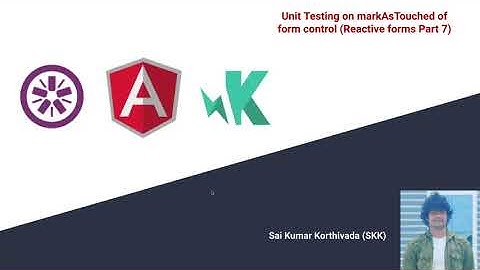 Unit Testing on markAsTouched of
form control (Reactive forms Part 7)
Sai Kumar Korthivada (SKK)